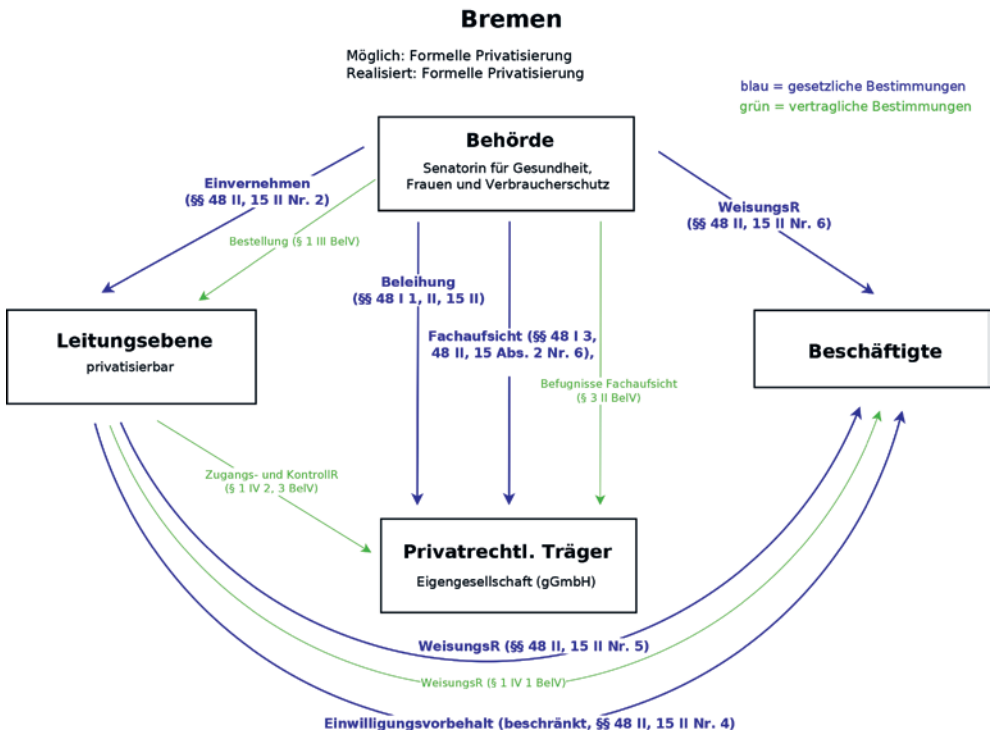 Bremen
Möglich: Formelle Privatisierung
Realisiert: Formelle Privatisierung
blau = gesetzliche Bestimmungen
grün = vertragliche Bestimmungen
Behörde
Senatorin für Gesundheit,
Frauen und Verbraucherschutz
Einvernehmen
(§§ 48 II, 15 II Nr. 2)
WeisungsR
(§§ 48 II, 15 II Nr. 6)
Bestellung (§ 1 III BelV)
Beleihung
(§§ 48 I 1, II, 15 II)
Leitungsebene
privatisierbar
Fachaufsicht (§§ 48 I 3,
48 II, 15 Abs. 2 Nr. 6),
Beschäftigte
Befugnisse Fachaufsicht
(§ 3 II BelV)
Zugangs- und KontrollR
(§ 1 IV 2, 3 BelV)
Privatrechtl. Träger
Eigengesellschaft (gGmbH)
WeisungsR (§§ 48 II, 15 II Nr. 5)
WeisungsR (§ 1 IV 1 BelV)
Einwilligungsvorbehalt (beschränkt, §§ 48 II, 15 II Nr. 4)